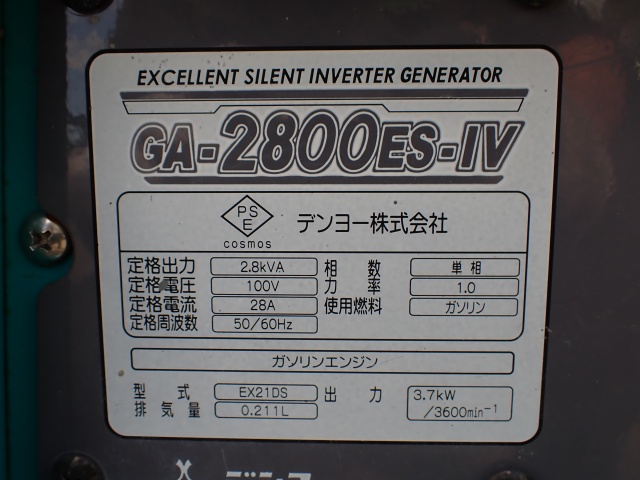 EXCELLENT SILENT INVERTER GENERATOR
GA-2800ES-IV
PSE
cosmos
デンヨー株式会社
定格出力 2.8kVA 相数 単相
定格電圧 100V 力率 1.0
定格電流 28A 使用燃料 ガソリン
定格周波数 50/60Hz
ガソリンエンジン
型式 EX21DS 出力 3.7kW
排気量 0.211L /3600min⁻¹